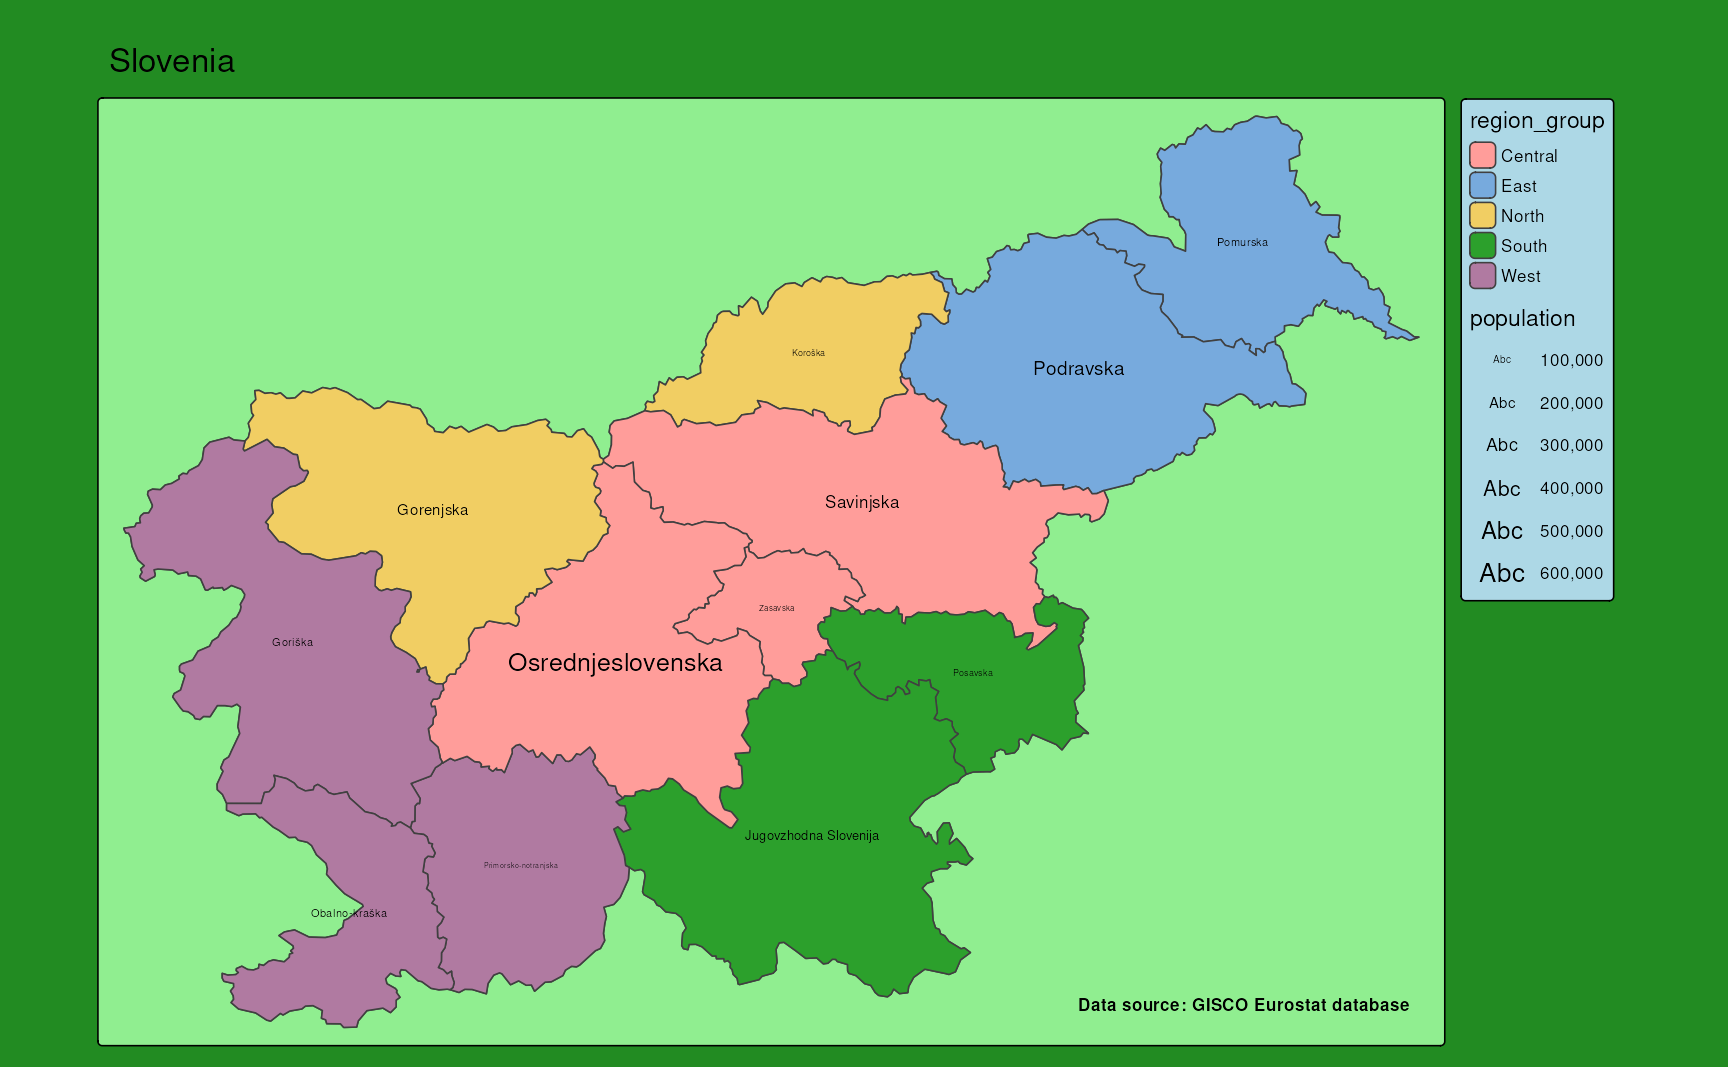 Slovenia
Pomurska
Koroška
Podravska
Savinjska
Gorenjska
Zasavska
Goriška
Osrednjeslovenska
Posavska
Jugovzhodna Slovenija
Primorsko-notranjska
Obalno-kraška
Data source: GISCO Eurostat database
region_group
Central
East
North
South
West
population
Abc 100,000
Abc 200,000
Abc 300,000
Abc 400,000
Abc 500,000
Abc 600,000